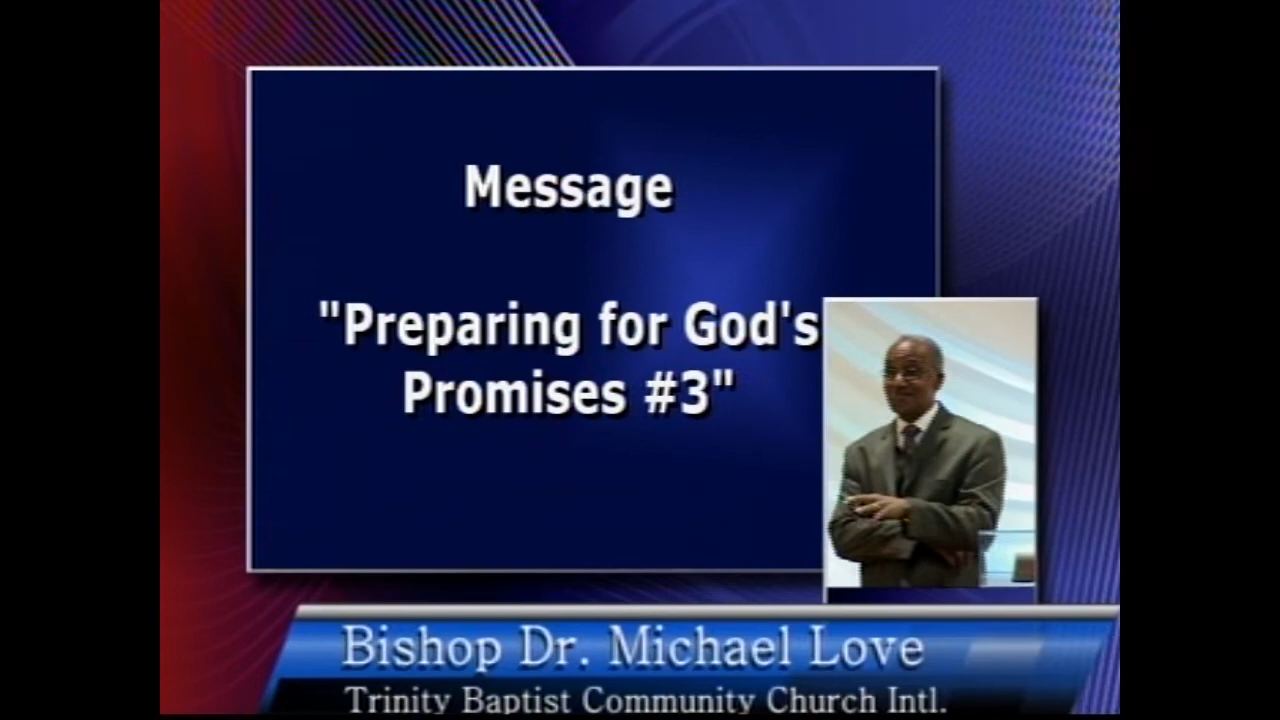 Message
"Preparing for God's
Promises #3"
Bishop Dr. Michael Love
Trinity Baptist Community Church Intl.